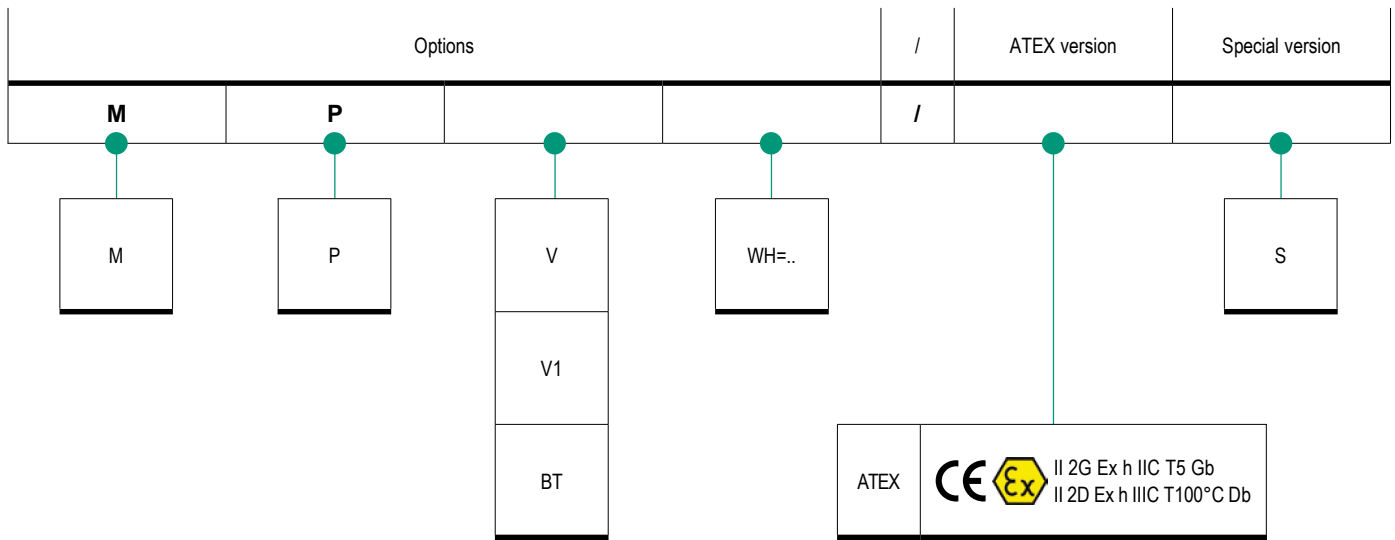 Options / ATEX version Special version
M P /
M P V WH=.. S
V1
BT
ATEX CE Ex II 2G Ex h IIC T5 Gb
II 2D Ex h IIIC T100°C Db